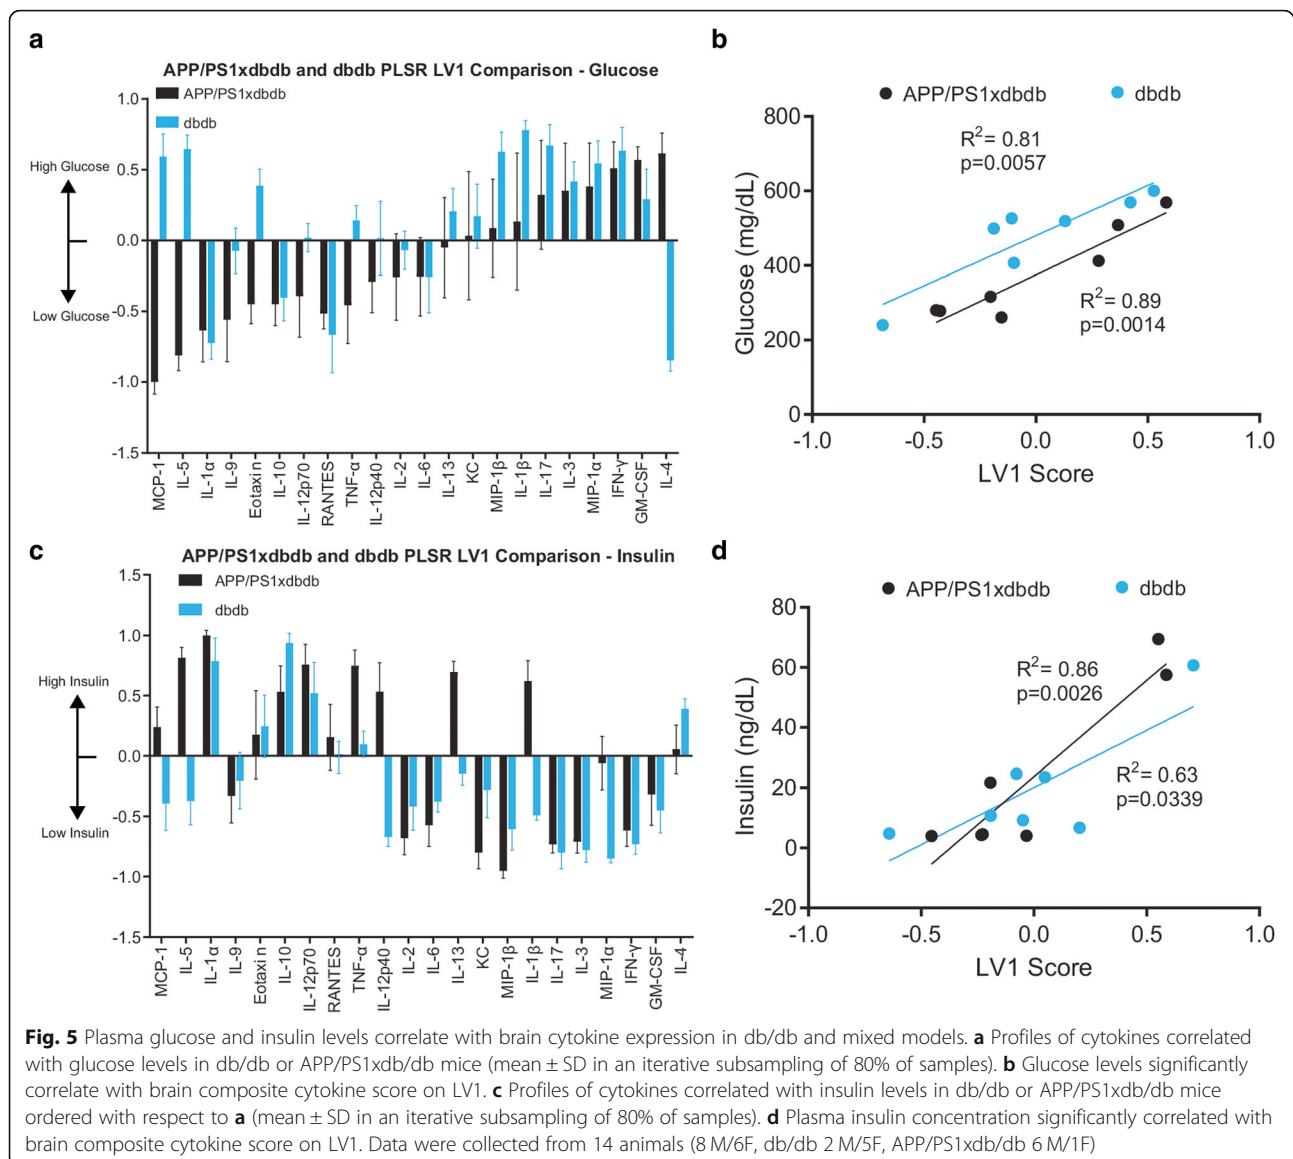 a
APP/PS1xdbdb and dbdb PLSR LV1 Comparison - Glucose
APP/PS1xdbdb
dbdb
High Glucose
Low Glucose
1.0
0.5
0.0
-0.5
-1.0
-1.5
MCP-1
IL-5
IL-1α
IL-9
Eotaxin
IL-10
IL-12p70
RANTES
TNF-α
IL-12p40
IL-2
IL-6
IL-13
KC
MIP-1β
IL-1β
IL-17
IL-3
MIP-1α
IFN-γ
GM-CSF
IL-4
b
APP/PS1xdbdb
dbdb
R²= 0.81
p=0.0057
R²= 0.89
p=0.0014
Glucose (mg/dL)
800
600
400
200
0
-1.0 -0.5 0.0 0.5 1.0
LV1 Score
c
APP/PS1xdbdb and dbdb PLSR LV1 Comparison - Insulin
APP/PS1xdbdb
dbdb
High Insulin
Low Insulin
1.5
1.0
0.5
0.0
-0.5
-1.0
-1.5
MCP-1
IL-5
IL-1α
IL-9
Eotaxin
IL-10
IL-12p70
RANTES
TNF-α
IL-12p40
IL-2
IL-6
IL-13
KC
MIP-1β
IL-1β
IL-17
IL-3
MIP-1α
IFN-γ
GM-CSF
IL-4
d
APP/PS1xdbdb
dbdb
R²= 0.86
p=0.0026
R²= 0.63
p=0.0339
Insulin (ng/dL)
80
60
40
20
0
-20
-1.0 -0.5 0.0 0.5 1.0
LV1 Score
Fig. 5 Plasma glucose and insulin levels correlate with brain cytokine expression in db/db and mixed models. a Profiles of cytokines correlated
with glucose levels in db/db or APP/PS1xdb/db mice (mean ± SD in an iterative subsampling of 80% of samples). b Glucose levels significantly
correlate with brain composite cytokine score on LV1. c Profiles of cytokines correlated with insulin levels in db/db or APP/PS1xdb/db mice
ordered with respect to a (mean ± SD in an iterative subsampling of 80% of samples). d Plasma insulin concentration significantly correlated with
brain composite cytokine score on LV1. Data were collected from 14 animals (8 M/6F, db/db 2 M/5F, APP/PS1xdb/db 6 M/1F)